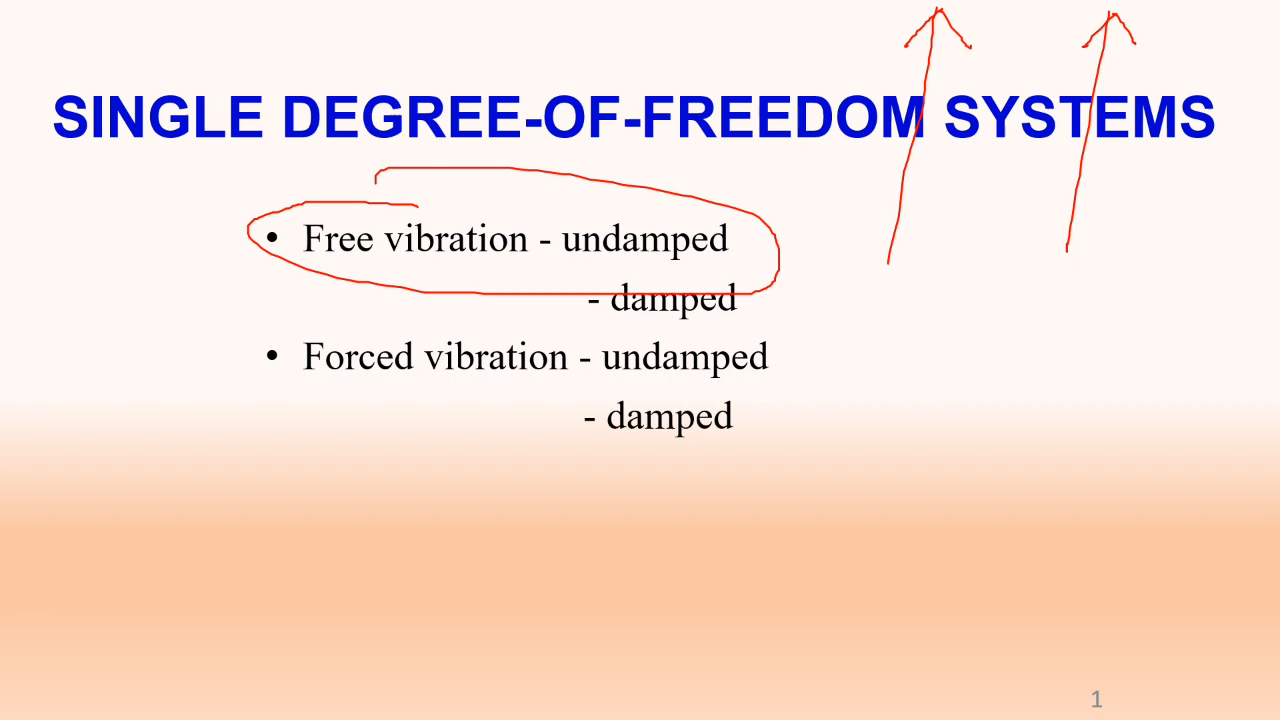 SINGLE DEGREE-OF-FREEDOM SYSTEMS
• Free vibration - undamped
- damped
• Forced vibration - undamped
- damped
1